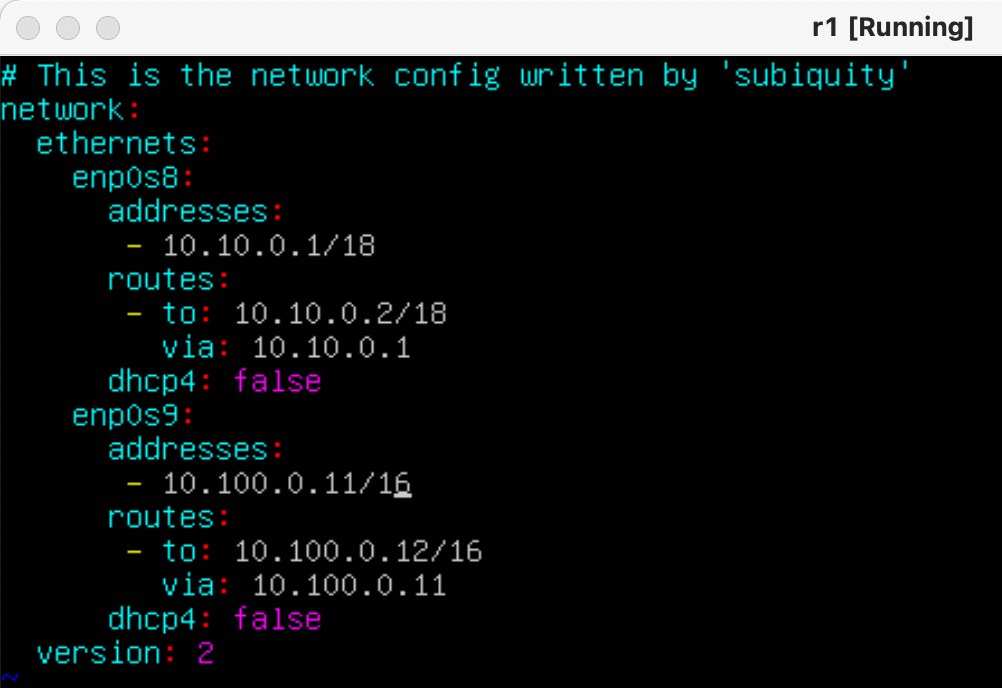 r1 [Running]
# This is the network config written by 'subiquity'
network:
  ethernets:
    enp0s8:
      addresses:
       - 10.10.0.1/18
      routes:
       - to: 10.10.0.2/18
         via: 10.10.0.1
      dhcp4: false
    enp0s9:
      addresses:
       - 10.100.0.11/16
      routes:
       - to: 10.100.0.12/16
         via: 10.100.0.11
      dhcp4: false
  version: 2
~